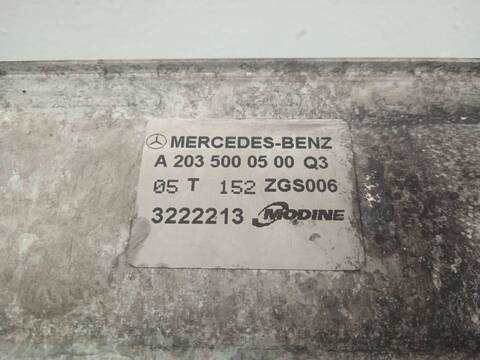 MERCEDES-BENZ
A 203 500 05 00 Q3
05 T 152 ZGS006
3222213 MODINE